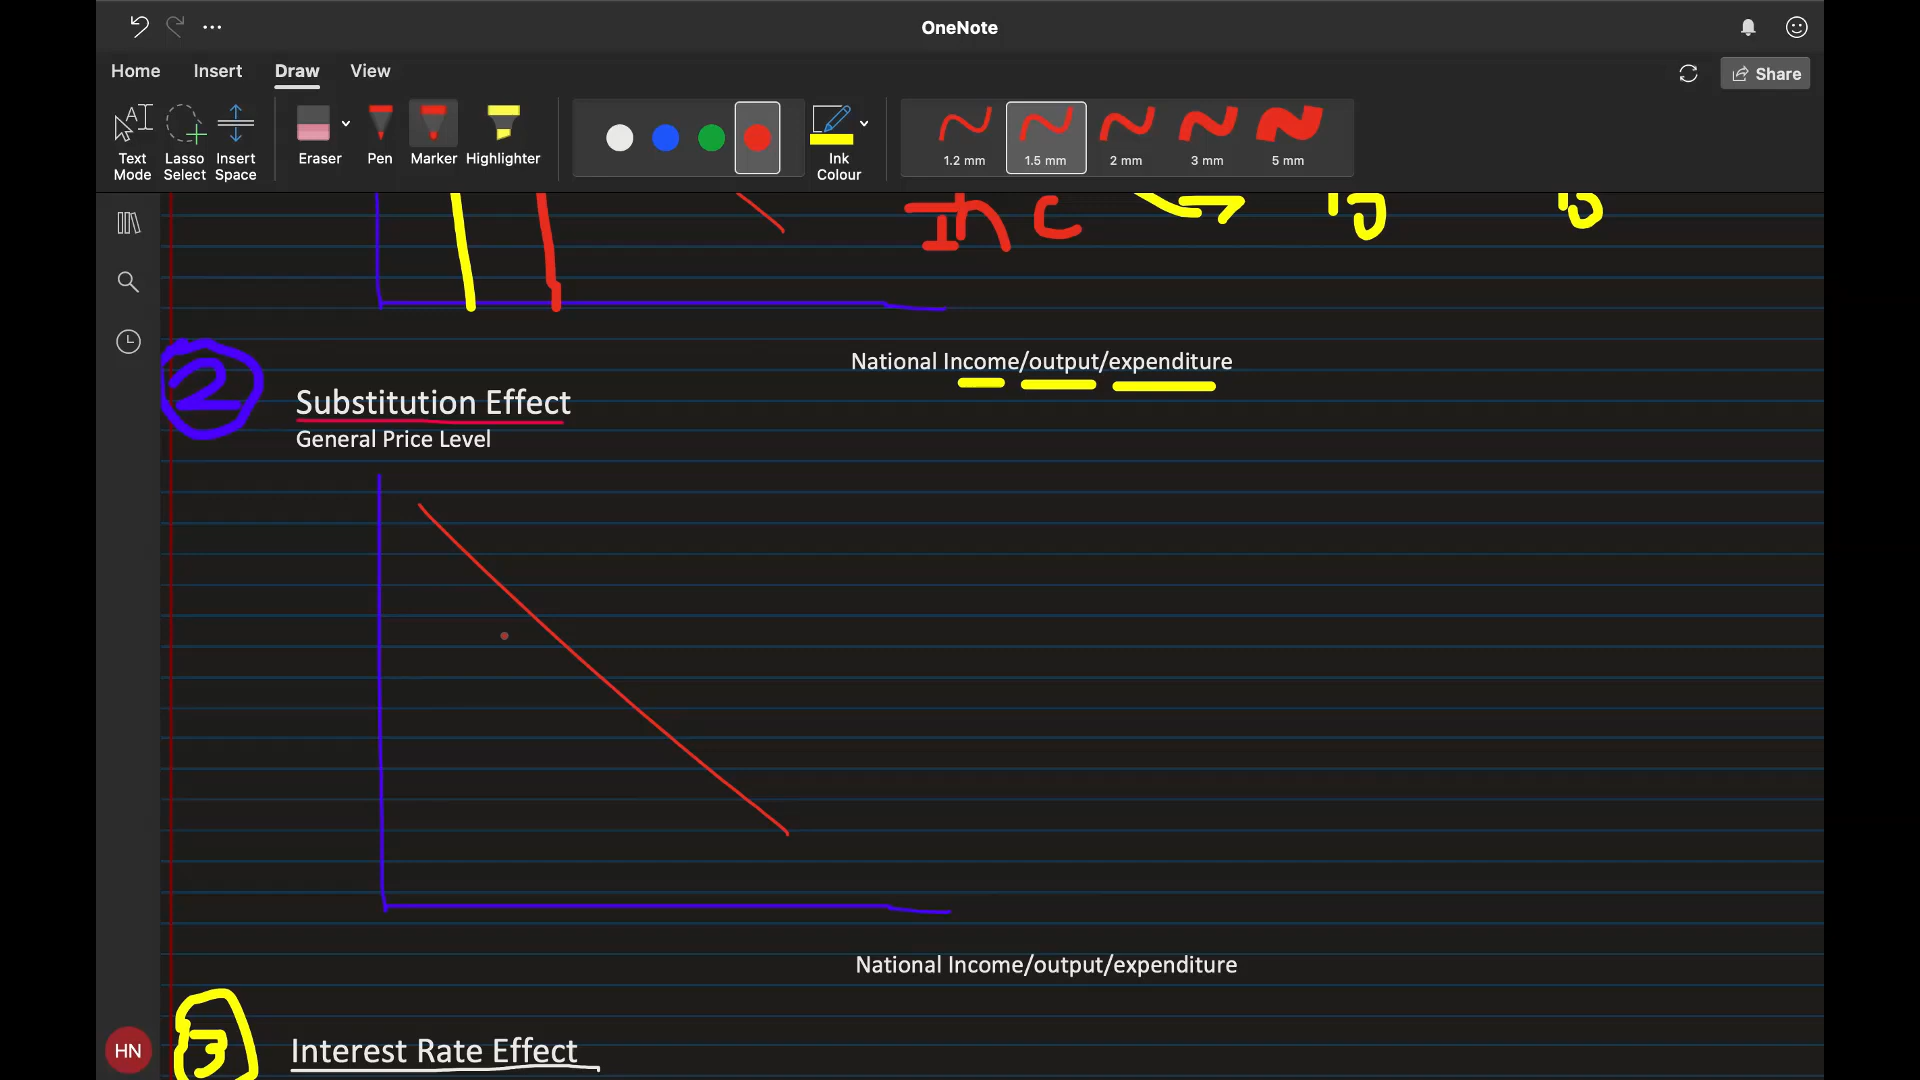 OneNote
Home Insert Draw View
Share
Text Mode
Lasso Select
Insert Space
Eraser
Pen
Marker
Highlighter
Ink Colour
1.2 mm
1.5 mm
2 mm
3 mm
5 mm
National Income/output/expenditure
2
Substitution Effect
General Price Level
National Income/output/expenditure
3
Interest Rate Effect
HN